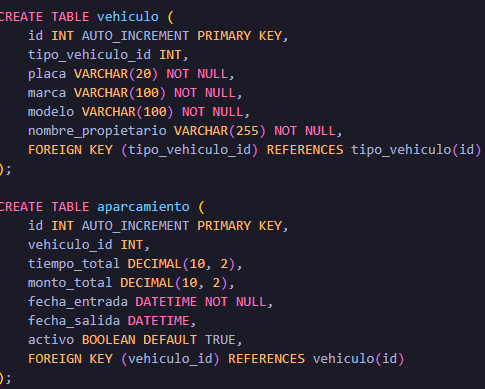 CREATE TABLE vehiculo (
    id INT AUTO_INCREMENT PRIMARY KEY,
    tipo_vehiculo_id INT,
    placa VARCHAR(20) NOT NULL,
    marca VARCHAR(100) NOT NULL,
    modelo VARCHAR(100) NOT NULL,
    nombre_propietario VARCHAR(255) NOT NULL,
    FOREIGN KEY (tipo_vehiculo_id) REFERENCES tipo_vehiculo(id)
);

CREATE TABLE aparcamiento (
    id INT AUTO_INCREMENT PRIMARY KEY,
    vehiculo_id INT,
    tiempo_total DECIMAL(10, 2),
    monto_total DECIMAL(10, 2),
    fecha_entrada DATETIME NOT NULL,
    fecha_salida DATETIME,
    activo BOOLEAN DEFAULT TRUE,
    FOREIGN KEY (vehiculo_id) REFERENCES vehiculo(id)
);